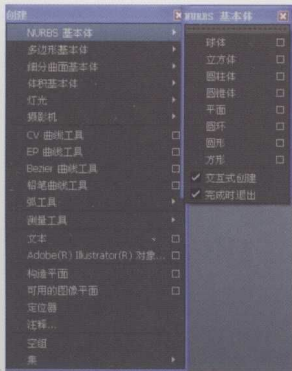 创建
NURBS 基本体
多边形基本体
细分曲面基本体
体积基本体
灯光
摄影机
CV 曲线工具
EP 曲线工具
Bezier 曲线工具
铅笔曲线工具
弧工具
测量工具
文本
Adobe(R) Illustrator(R) 对象...
构造平面
可用的图像平面
定位器
注释...
空组
集
NURBS 基本体
球体
立方体
圆柱体
圆锥体
平面
圆环
圆形
方形
交互式创建
完成时退出